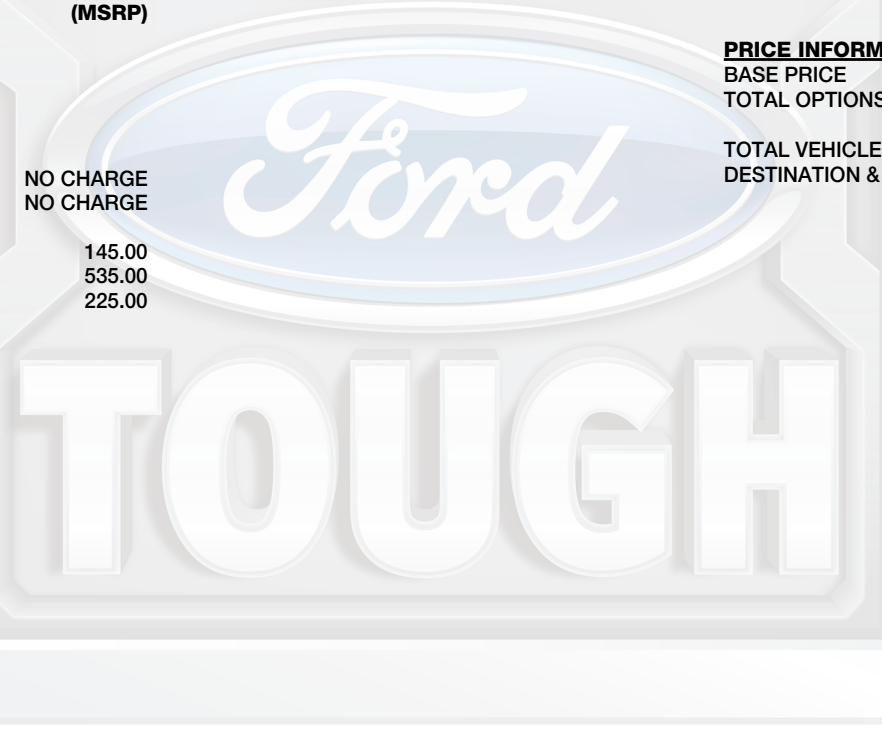 (MSRP)
NO CHARGE
NO CHARGE
145.00
535.00
225.00
PRICE INFORM
BASE PRICE
TOTAL OPTIONS
TOTAL VEHICLE
DESTINATION &
Ford
TOUGH